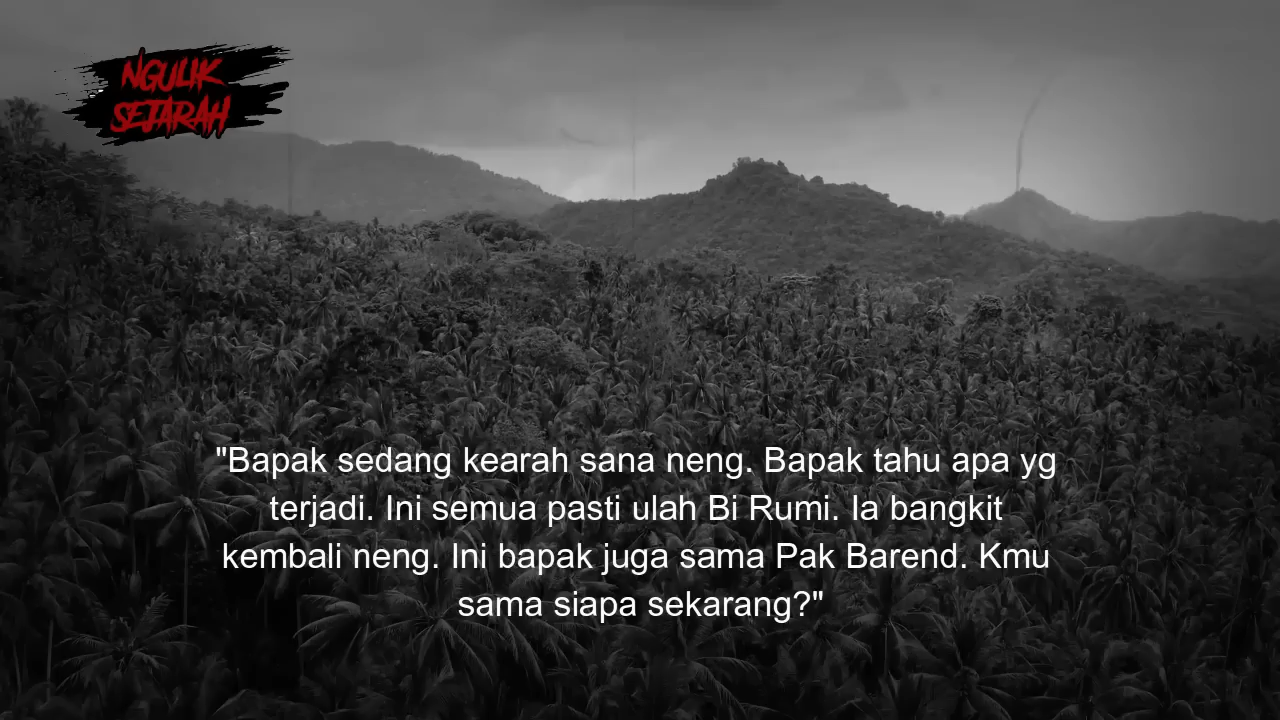 NGULIK
SEJARAH
"Bapak sedang kearah sana neng. Bapak tahu apa yg
terjadi. Ini semua pasti ulah Bi Rumi. Ia bangkit
kembali neng. Ini bapak juga sama Pak Barend. Kmu
sama siapa sekarang?"